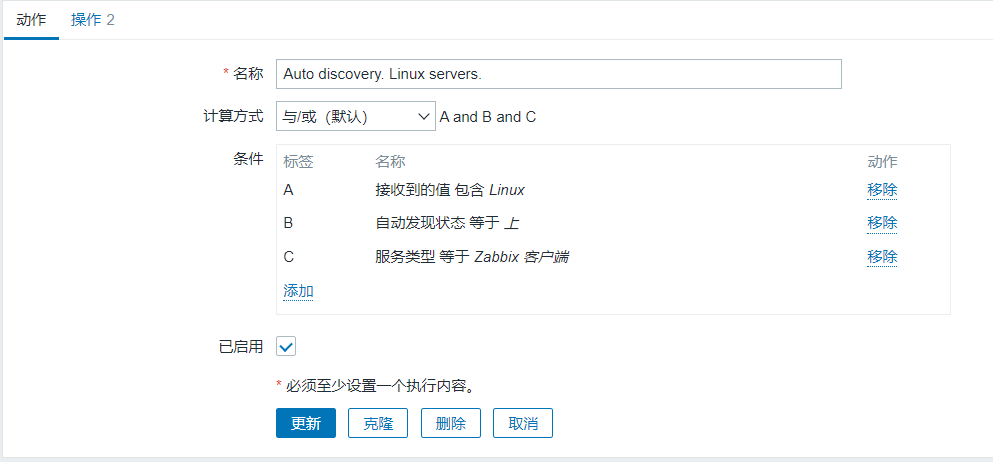 动作 操作 2
* 名称 Auto discovery. Linux servers.
计算方式 与/或（默认） A and B and C
条件 标签 名称 动作
A 接收到的值 包含 Linux 移除
B 自动发现状态 等于 上 移除
C 服务类型 等于 Zabbix 客户端 移除
添加
已启用
* 必须至少设置一个执行内容。
更新 克隆 删除 取消